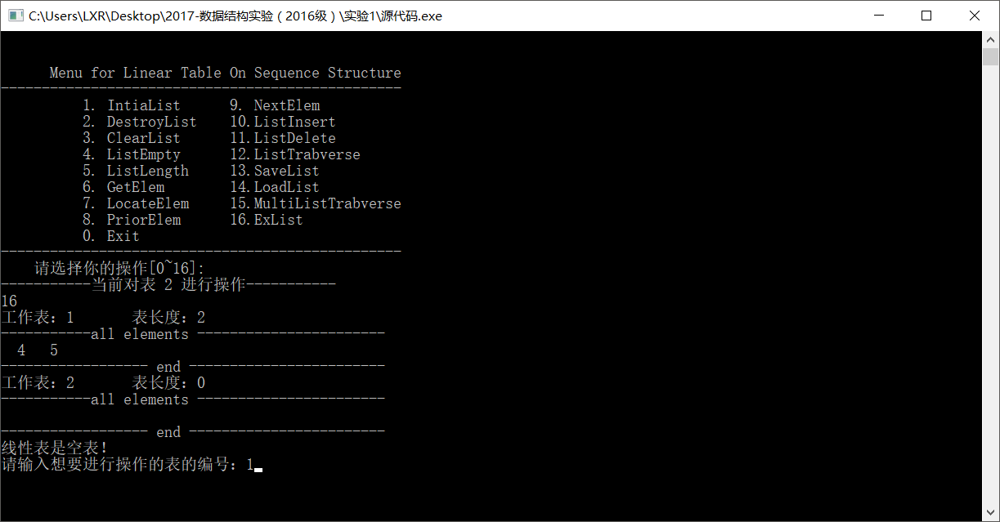 C:\Users\LXR\Desktop\2017-数据结构实验（2016级）\实验1\源代码.exe
Menu for Linear Table On Sequence Structure
-------------------------------------------------
1. IntiaList      9. NextElem
2. DestroyList    10.ListInsert
3. ClearList      11.ListDelete
4. ListEmpty      12.ListTrabverse
5. ListLength     13.SaveList
6. GetElem        14.LoadList
7. LocateElem     15.MultiListTrabverse
8. PriorElem      16.ExList
0. Exit
-------------------------------------------------
请选择你的操作[0~16]:
-----------当前对表 2 进行操作-----------
16
工作表：1       表长度：2
-----------all elements -----------------------
4   5
------------------ end ------------------------
工作表：2       表长度：0
-----------all elements -----------------------
------------------ end ------------------------
线性表是空表！
请输入想要进行操作的表的编号：1